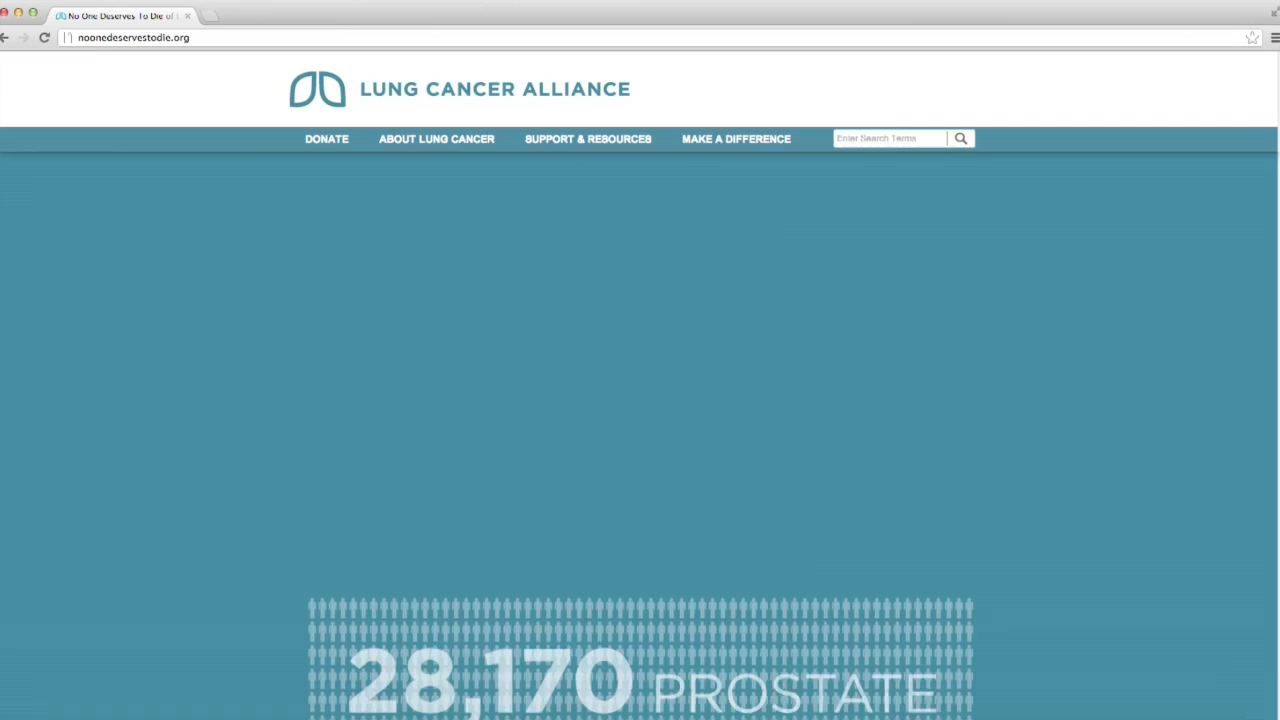 No One Deserves To Die of
noonedeservestodie.org
LUNG CANCER ALLIANCE
DONATE ABOUT LUNG CANCER SUPPORT & RESOURCES MAKE A DIFFERENCE Enter Search Terms
28,170 PROSTATE